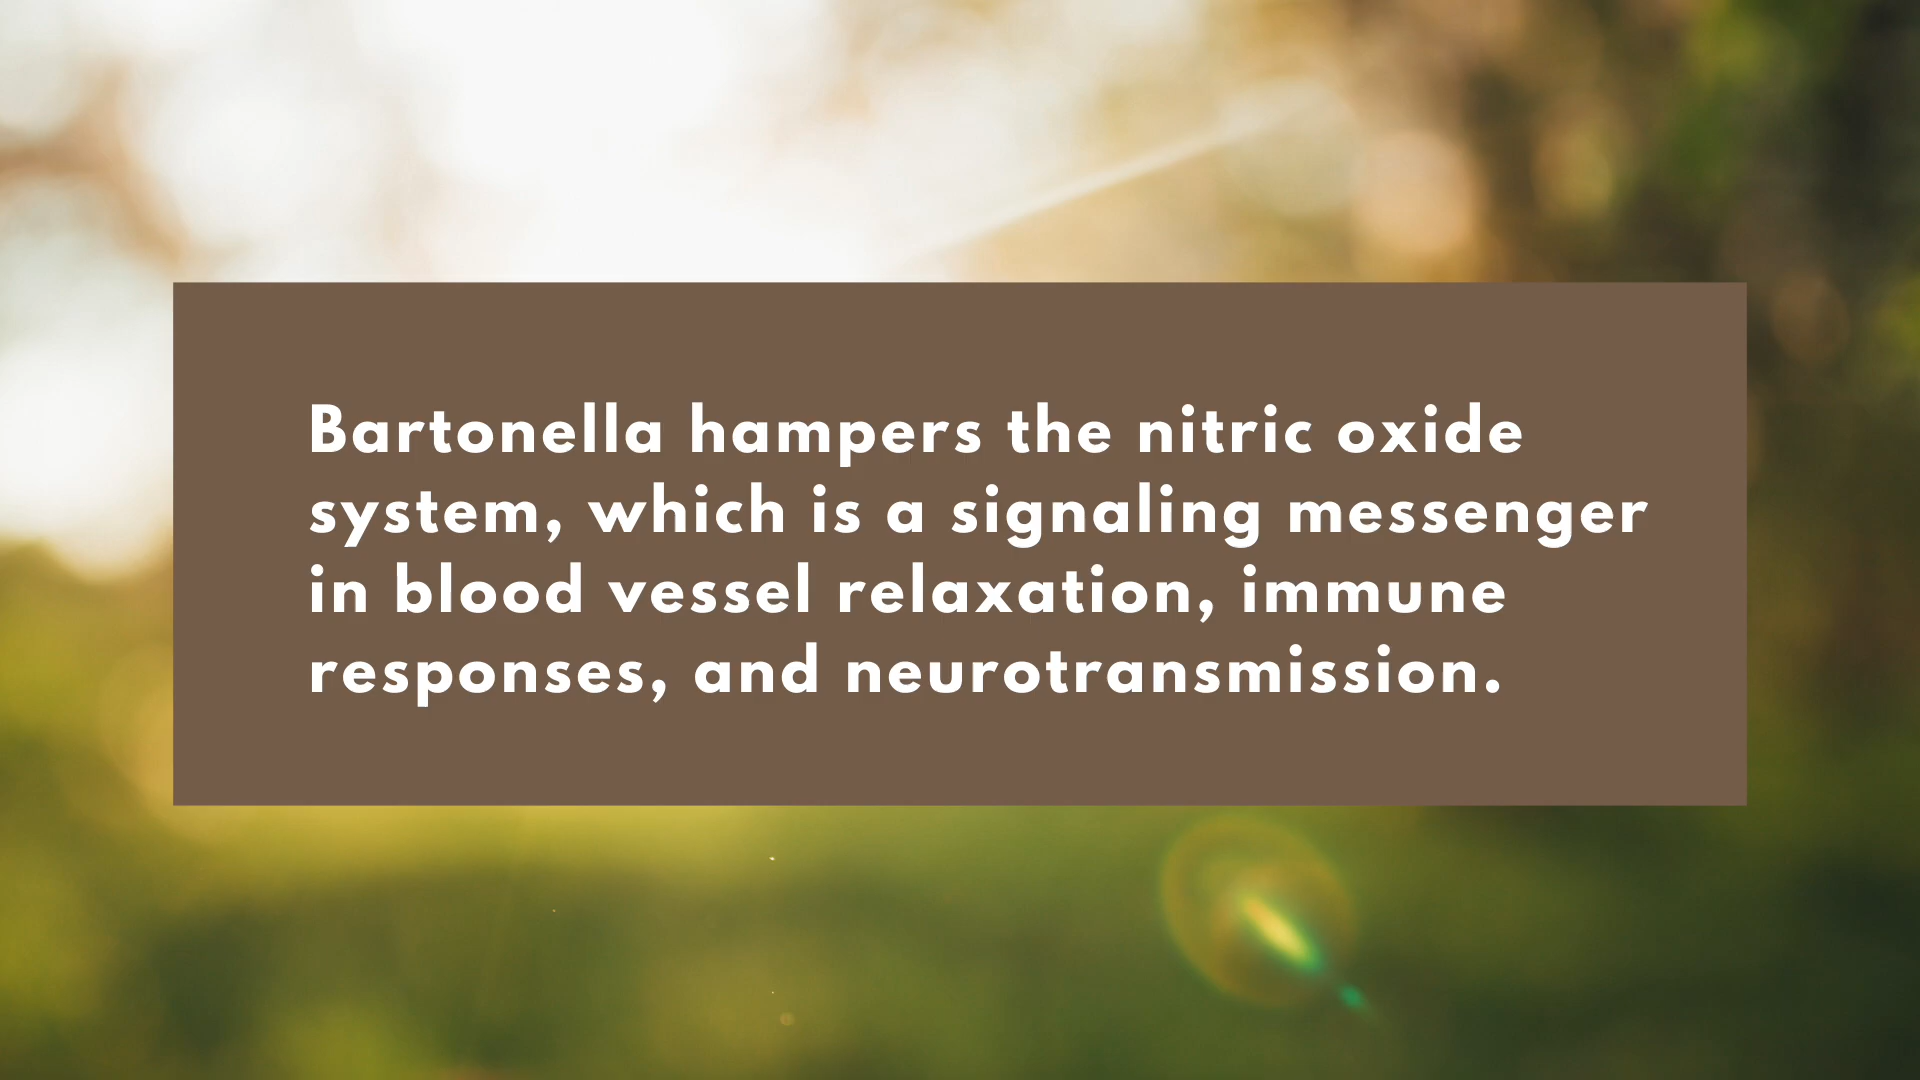 Bartonella hampers the nitric oxide
system, which is a signaling messenger
in blood vessel relaxation, immune
responses, and neurotransmission.